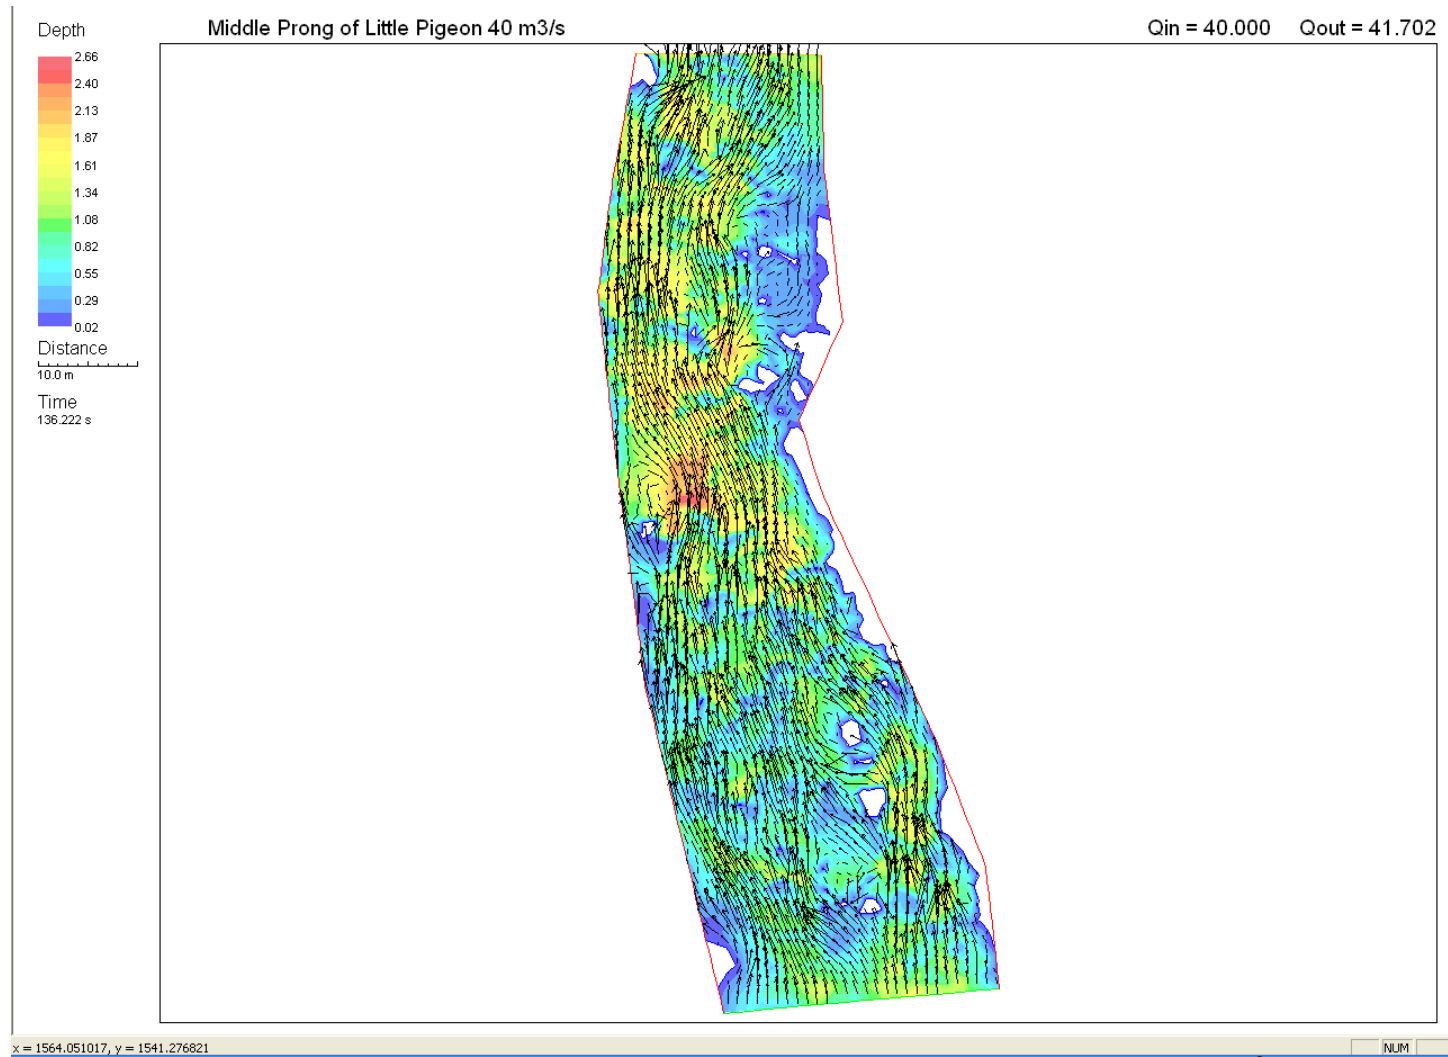 Depth
Middle Prong of Little Pigeon 40 m3/s
Qin = 40.000 Qout = 41.702
2.66
2.40
2.13
1.87
1.61
1.34
1.08
0.82
0.55
0.29
0.02
Distance
10.0 m
Time
136.222 s
x = 1564.051017, y = 1541.276821
NUM